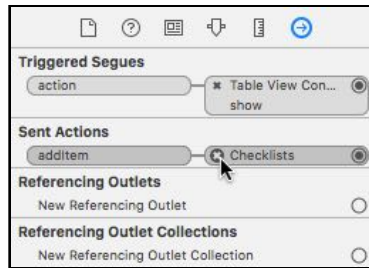 Triggered Segues
action
Table View Con...
show
Sent Actions
addItem
Checklists
Referencing Outlets
New Referencing Outlet
Referencing Outlet Collections
New Referencing Outlet Collection